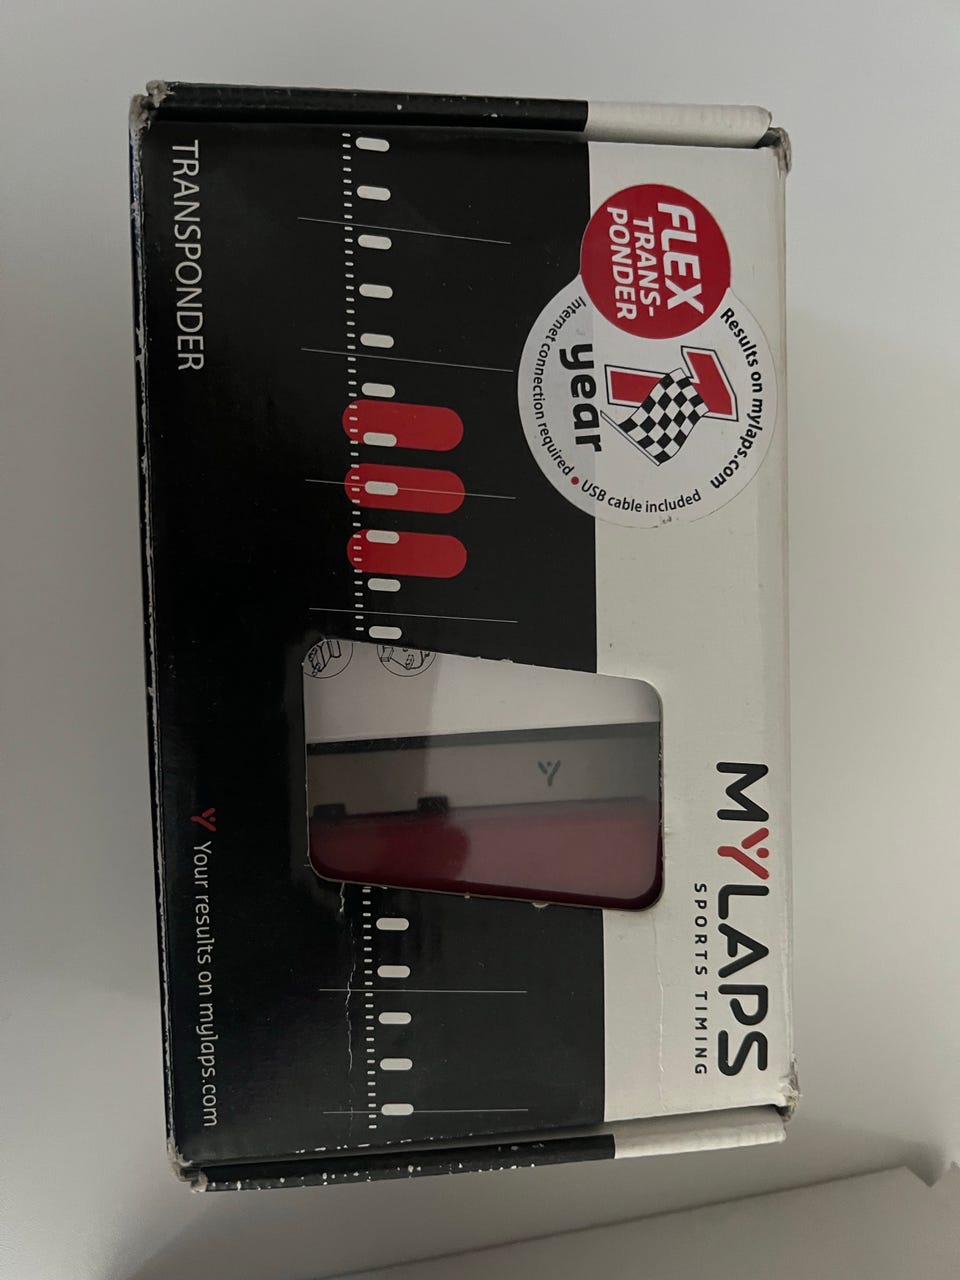 MYLAPS
SPORTS TIMING
FLEX
TRANS-
PONDER
Results on mylaps.com
1
year
Internet connection required • USB cable included
TRANSPONDER
Your results on mylaps.com